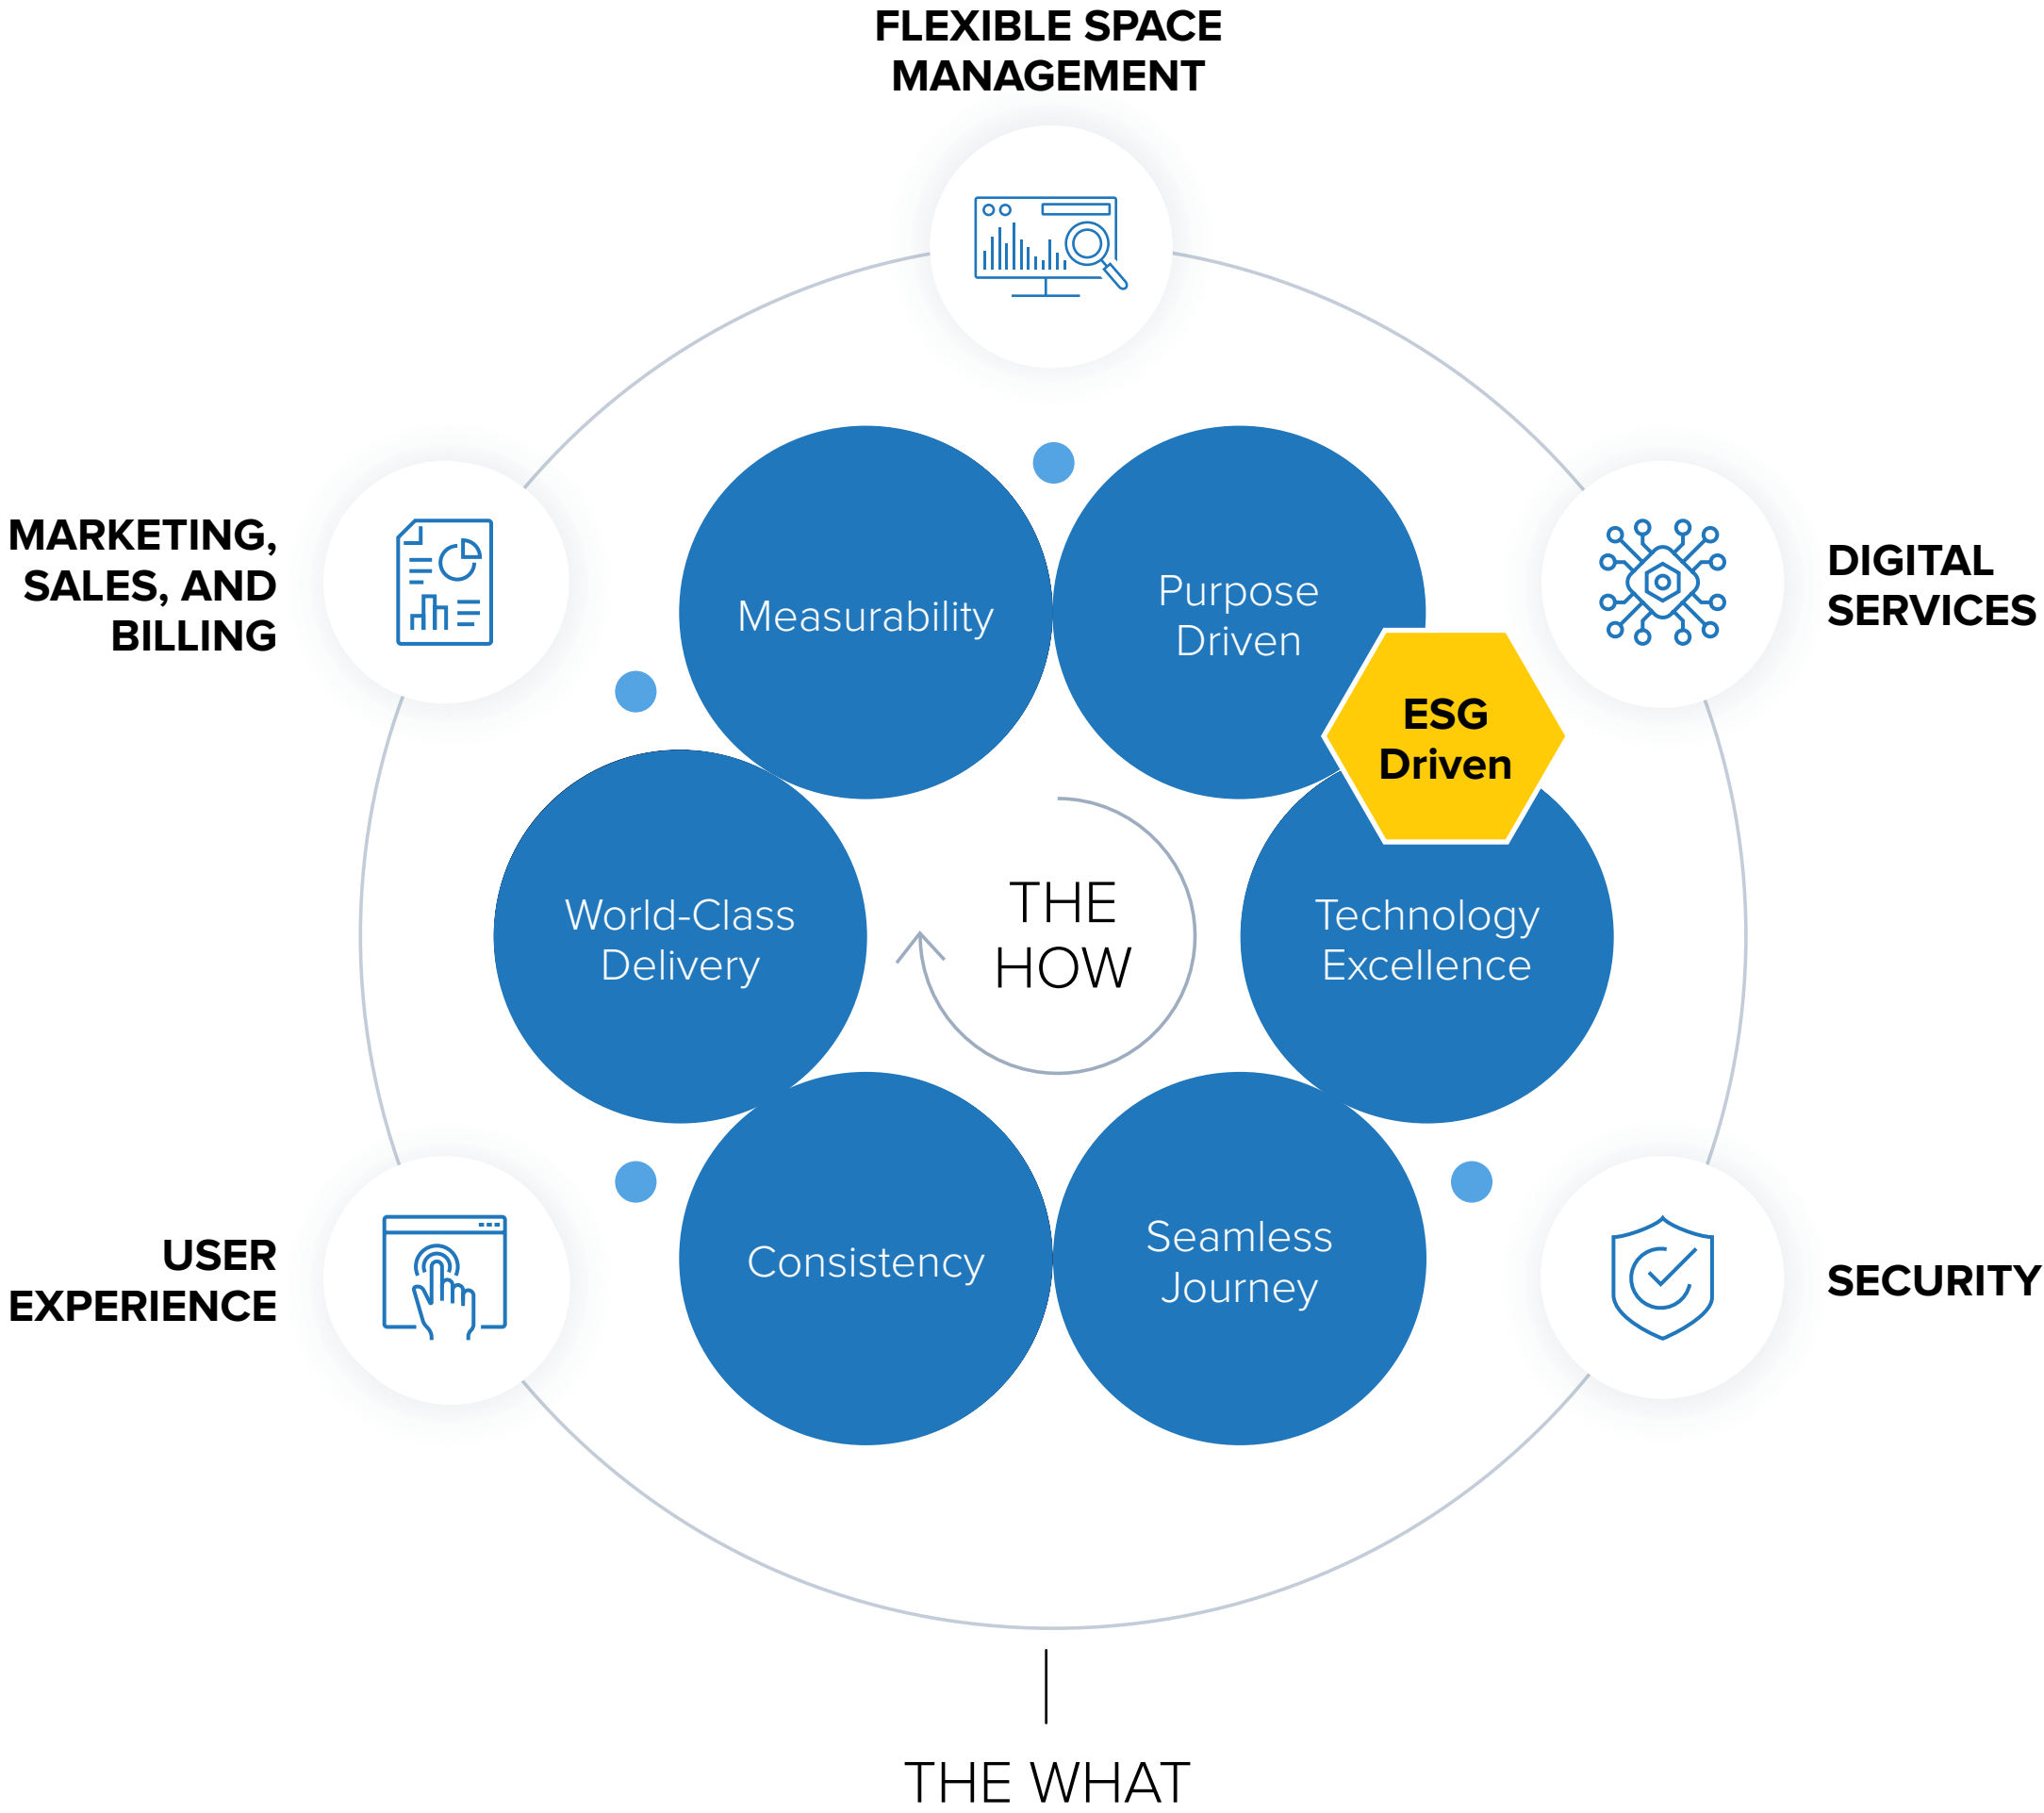 FLEXIBLE SPACE
MANAGEMENT
MARKETING,
SALES, AND
BILLING
DIGITAL
SERVICES
Measurability
Purpose
Driven
ESG
Driven
World-Class
Delivery
THE
HOW
Technology
Excellence
USER
EXPERIENCE
Consistency
Seamless
Journey
SECURITY
THE WHAT